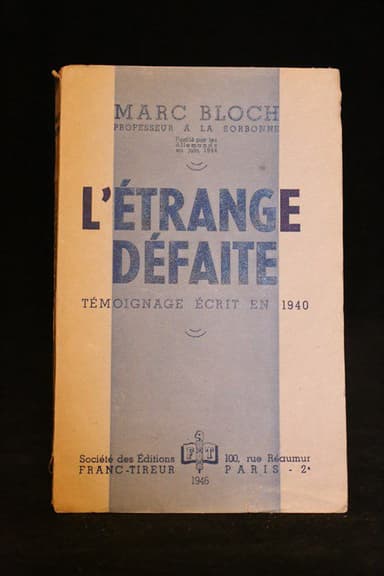 MARC BLOCH
PROFESSEUR A LA SORBONNE
Fusillé par les
Allemands
en juin 1944
L'ÉTRANGE
DÉFAITE
TÉMOIGNAGE ÉCRIT EN 1940
Société des Éditions
FRANC-TIREUR
F T
100, rue Réaumur
PARIS - 2e
1946